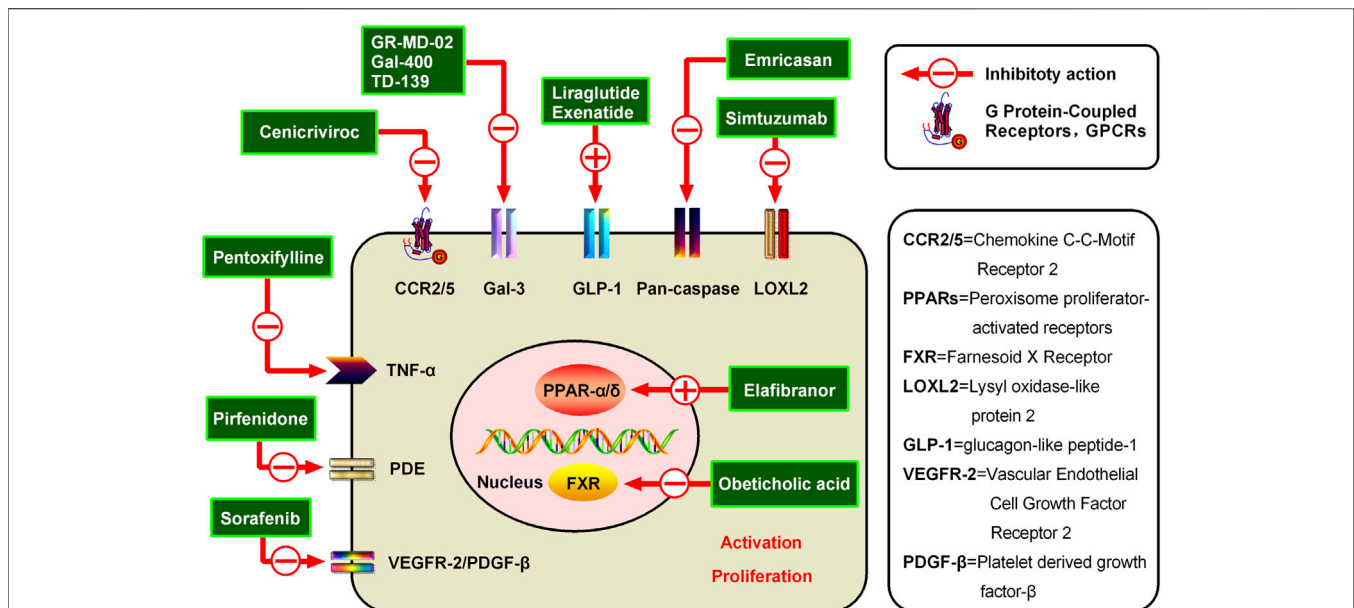 GR-MD-02
Gal-400
TD-139
Cenicriviroc
Liraglutide
Exenatide
Emricasan
Simtuzumab
Pentoxifylline
CCR2/5
Gal-3
GLP-1
Pan-caspase
LOXL2
TNF-α
PPAR-α/δ
Elafibranor
Pirfenidone
PDE
Nucleus
FXR
Obeticholic acid
Sorafenib
VEGFR-2/PDGF-β
Activation
Proliferation
Inhibitoty action
G Protein-Coupled
Receptors, GPCRs
G
G
CCR2/5=Chemokine C-C-Motif
Receptor 2
PPARs=Peroxisome proliferator-
activated receptors
FXR=Farnesoid X Receptor
LOXL2=Lysyl oxidase-like
protein 2
GLP-1=glucagon-like peptide-1
VEGFR-2=Vascular Endothelial
Cell Growth Factor
Receptor 2
PDGF-β=Platelet derived growth
factor-β